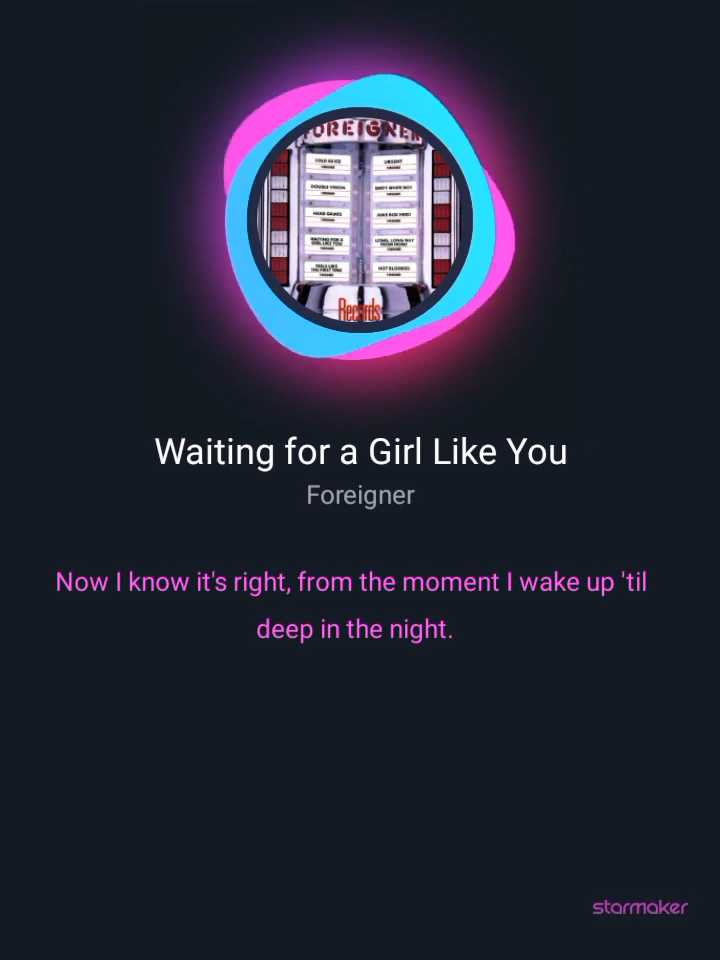 FOREIGNER
COLD AS ICE
URGENT
DOUBLE VISION
DIRTY WHITE BOY
HEAD GAMES
JUKE BOX HERO
WAITING FOR A
GIRL LIKE YOU
LONG, LONG WAY
FROM HOME
FEELS LIKE
THE FIRST TIME
HOT BLOODED
Records
Waiting for a Girl Like You
Foreigner
Now I know it's right, from the moment I wake up 'til
deep in the night.
starmaker